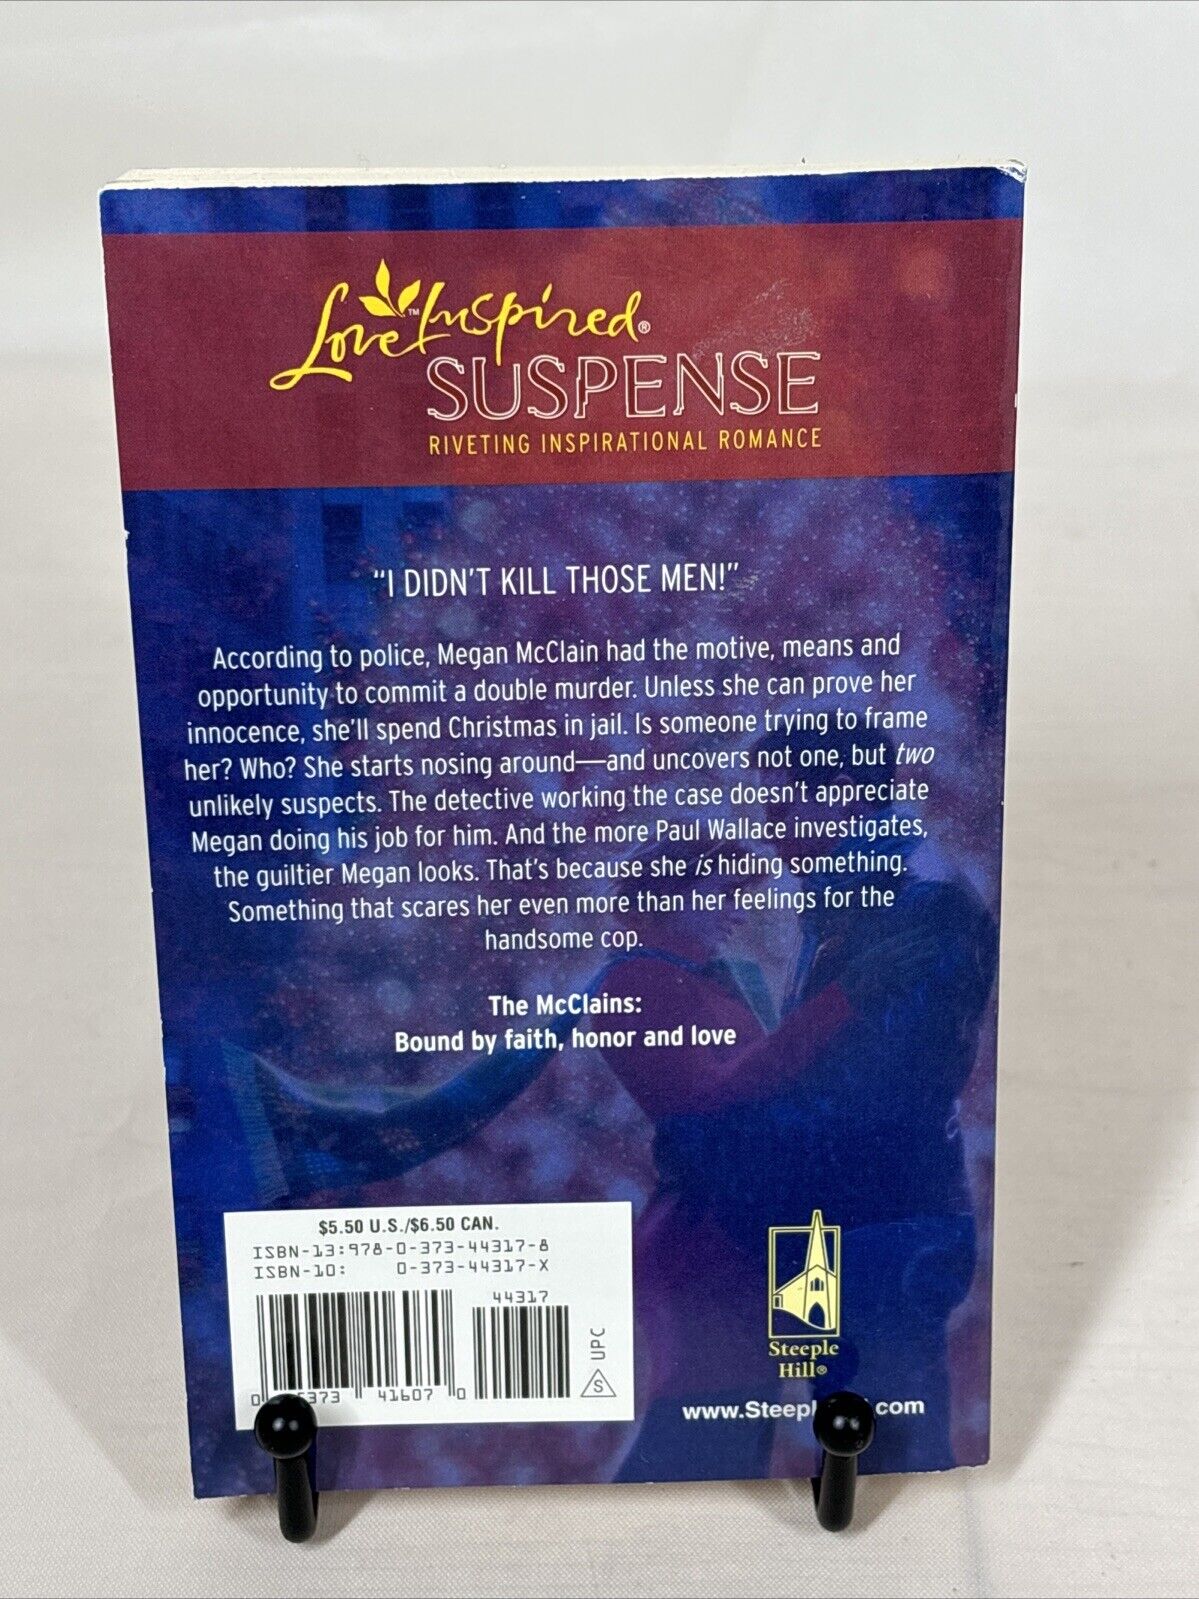 Love Inspired®
™
SUSPENSE
RIVETING INSPIRATIONAL ROMANCE
“I DIDN’T KILL THOSE MEN!”
According to police, Megan McClain had the motive, means and
opportunity to commit a double murder. Unless she can prove her
innocence, she’ll spend Christmas in jail. Is someone trying to frame
her? Who? She starts nosing around—and uncovers not one, but two
unlikely suspects. The detective working the case doesn’t appreciate
Megan doing his job for him. And the more Paul Wallace investigates,
the guiltier Megan looks. That’s because she is hiding something.
Something that scares her even more than her feelings for the
handsome cop.
The McClains:
Bound by faith, honor and love
$5.50 U.S./$6.50 CAN.
ISBN-13:978-0-373-44317-8
ISBN-10: 0-373-44317-X
44317
UPC
S
0 5373 41607 0
Steeple
Hill®